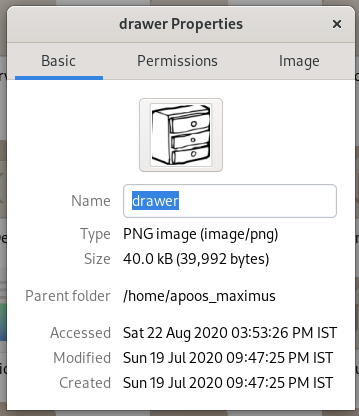 drawer Properties ×
Basic Permissions Image
Name drawer
Type PNG image (image/png)
Size 40.0 kB (39,992 bytes)
Parent folder /home/apoos_maximus
Accessed Sat 22 Aug 2020 03:53:26 PM IST
Modified Sun 19 Jul 2020 09:47:25 PM IST
Created Sun 19 Jul 2020 09:47:25 PM IST